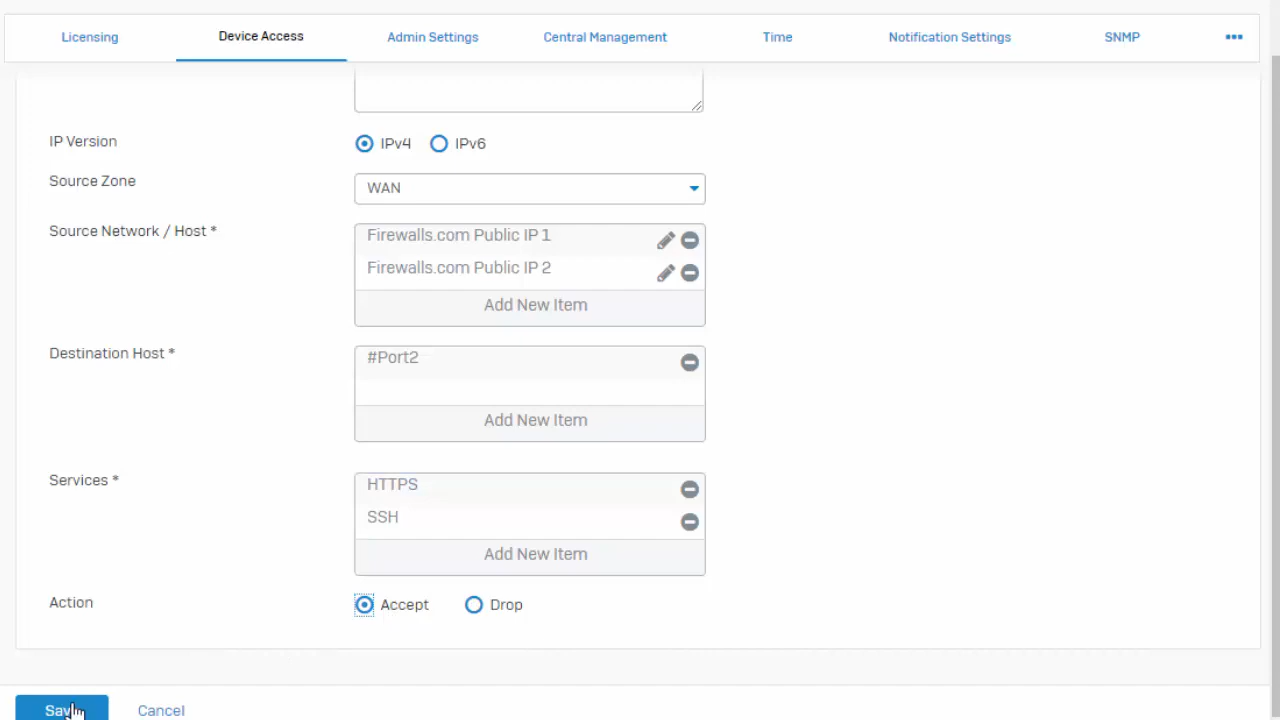 Licensing
Device Access
Admin Settings
Central Management
Time
Notification Settings
SNMP
•••
IP Version
IPv4
IPv6
Source Zone
WAN
Source Network / Host *
Firewalls.com Public IP 1
Firewalls.com Public IP 2
Add New Item
Destination Host *
#Port2
Add New Item
Services *
HTTPS
SSH
Add New Item
Action
Accept
Drop
Save
Cancel